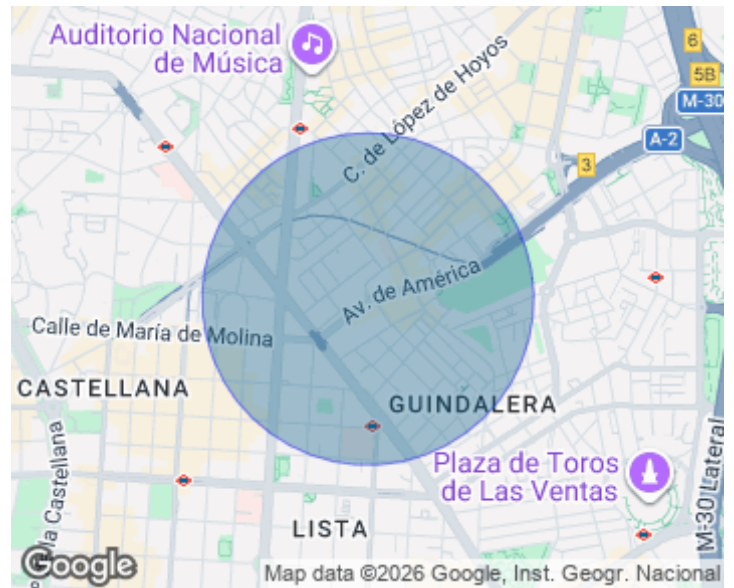 Auditorio Nacional
de Música
C. de López de Hoyos
6
5B
M-30
A-2
3
Av. de América
Calle de María de Molina
CASTELLANA
GUINDALERA
Plaza de Toros
de Las Ventas
la Castellana
M-30 Lateral
LISTA
Google
Map data ©2026 Google, Inst. Geogr. Nacional